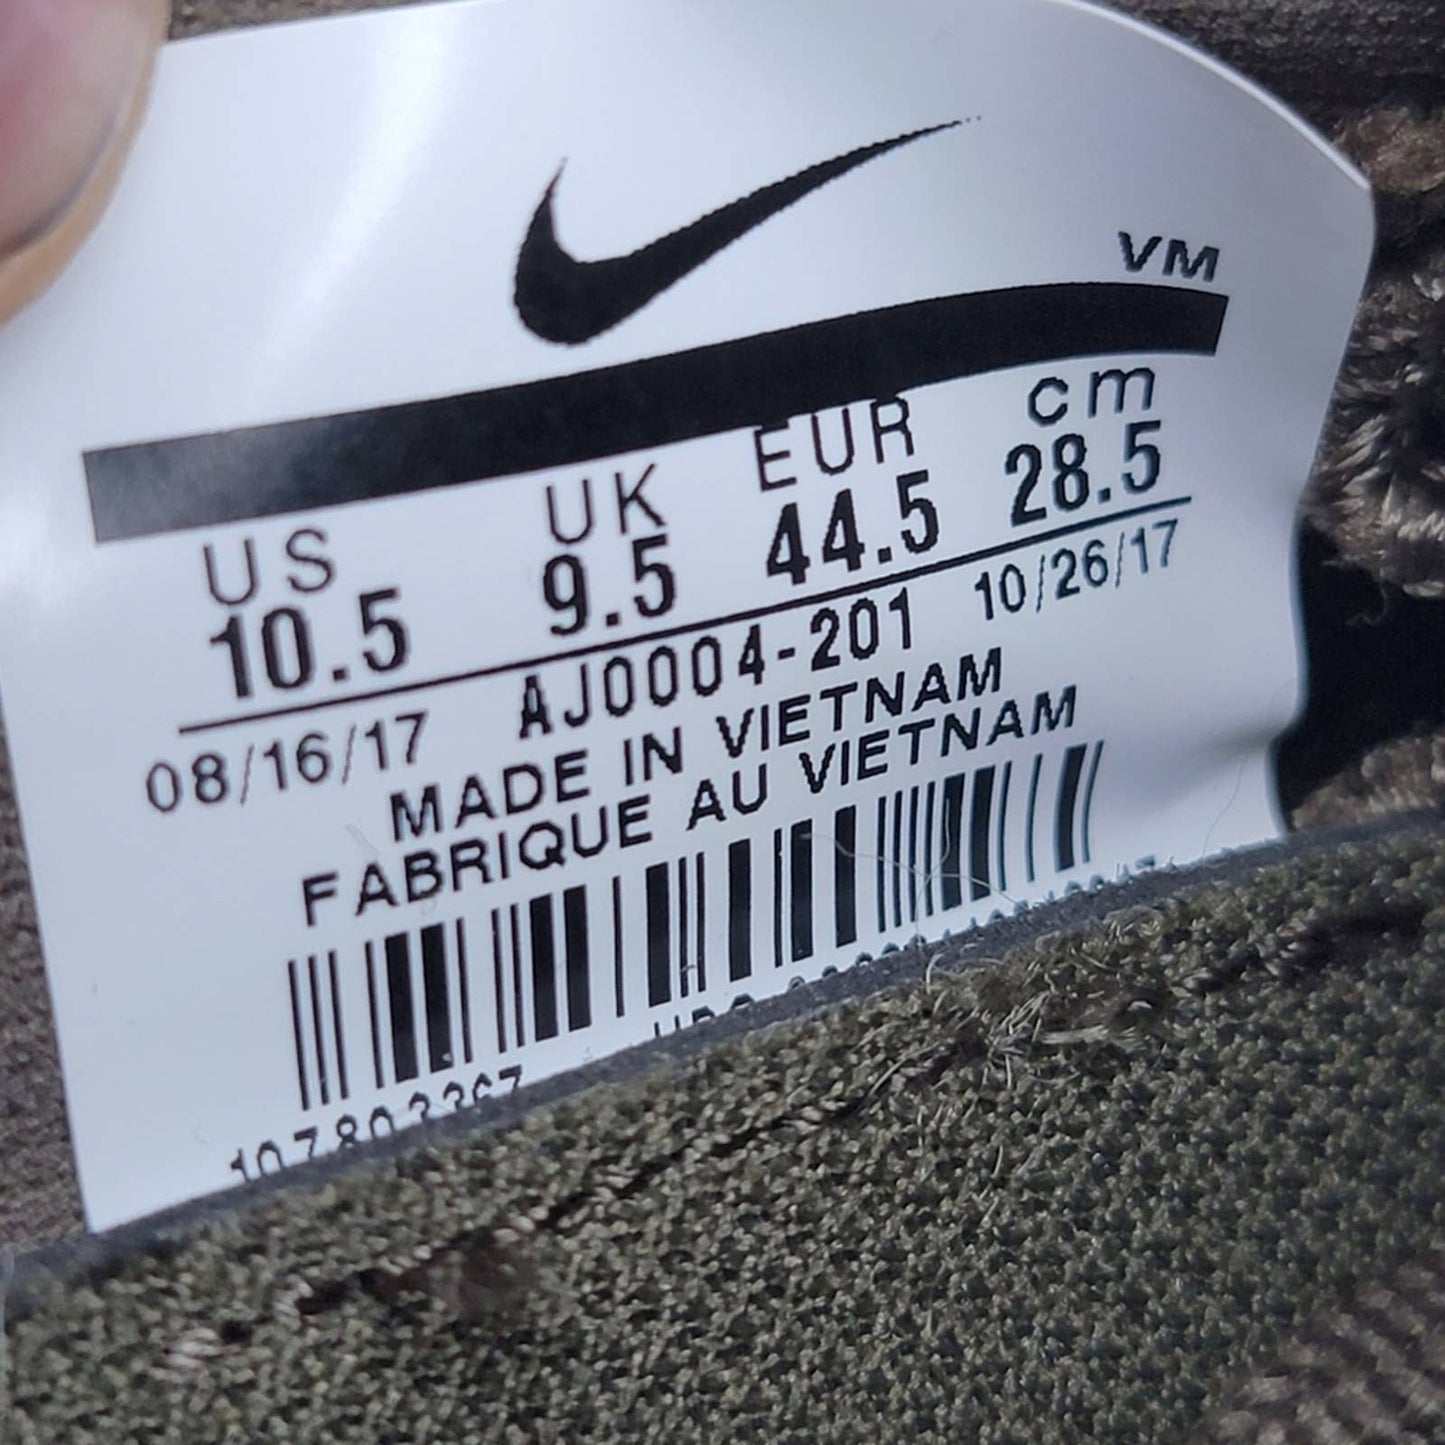 VM
US UK EUR cm
10.5 9.5 44.5 28.5
08/16/17 AJ0004-201 10/26/17
MADE IN VIETNAM
FABRIQUE AU VIETNAM